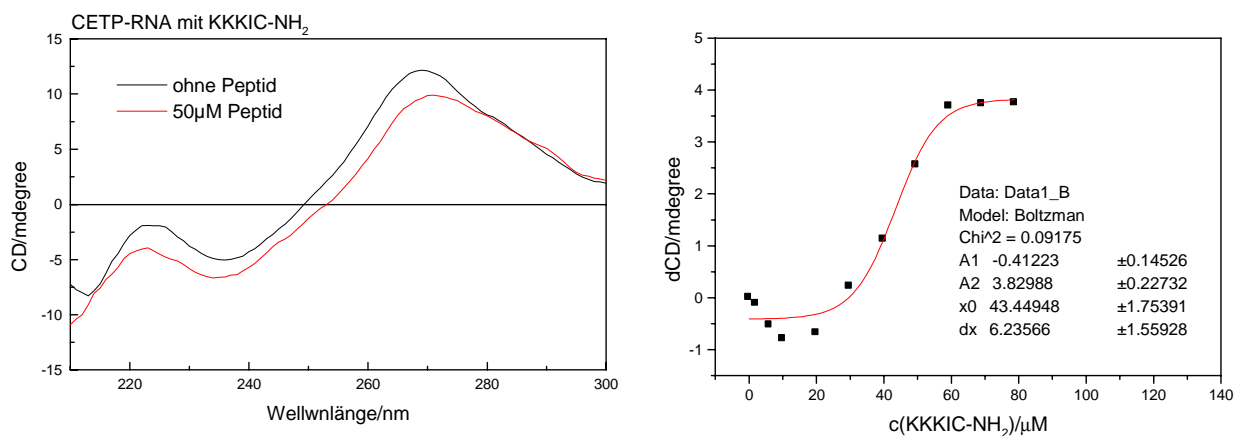 CETP-RNA mit KKKIC-NH2
15
10
5
0
-5
-10
-15
CD/mdegree
ohne Peptid
50µM Peptid
220
240
260
280
300
Wellwnlänge/nm
5
4
3
2
1
0
-1
dCD/mdegree
Data: Data1_B
Model: Boltzman
Chi^2 = 0.09175
A1 -0.41223 ±0.14526
A2 3.82988 ±0.22732
x0 43.44948 ±1.75391
dx 6.23566 ±1.55928
0
20
40
60
80
100
120
140
c(KKKIC-NH2)/µM